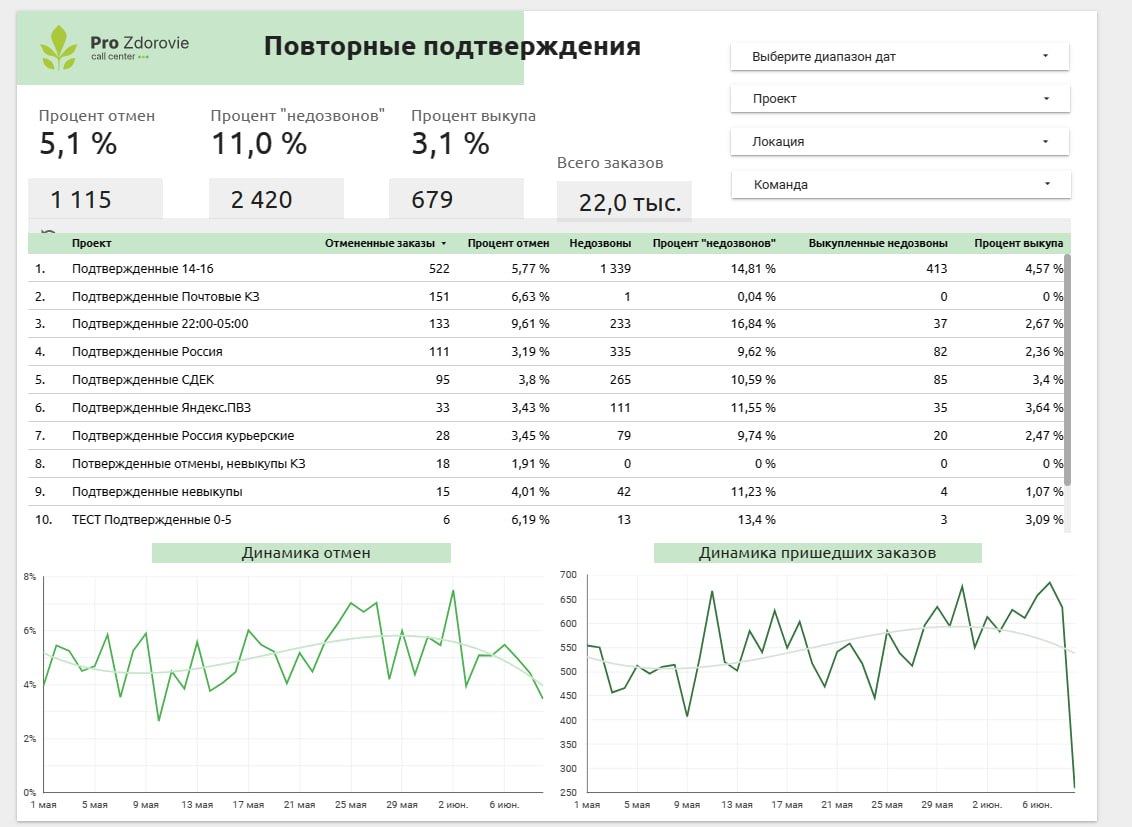 Pro Zdorovie
call center
Повторные подтверждения
Выберите диапазон дат
Проект
Локация
Команда
Процент отмен
5,1 %
1 115
Процент "недозвонов"
11,0 %
2 420
Процент выкупа
3,1 %
679
Всего заказов
22,0 тыс.
Проект Отмененные заказы Процент отмен Недозвоны Процент "недозвонов" Выкупленные недозвоны Процент выкупа
1. Подтвержденные 14-16 522 5,77 % 1 339 14,81 % 413 4,57 %
2. Подтвержденные Почтовые КЗ 151 6,63 % 1 0,04 % 0 0 %
3. Подтвержденные 22:00-05:00 133 9,61 % 233 16,84 % 37 2,67 %
4. Подтвержденные Россия 111 3,19 % 335 9,62 % 82 2,36 %
5. Подтвержденные СДЕК 95 3,8 % 265 10,59 % 85 3,4 %
6. Подтвержденные Яндекс.ПВЗ 33 3,43 % 111 11,55 % 35 3,64 %
7. Подтвержденные Россия курьерские 28 3,45 % 79 9,74 % 20 2,47 %
8. Потвержденные отмены, невыкупы КЗ 18 1,91 % 0 0 % 0 0 %
9. Подтвержденные невыкупы 15 4,01 % 42 11,23 % 4 1,07 %
10. ТЕСТ Подтвержденные 0-5 6 6,19 % 13 13,4 % 3 3,09 %
Динамика отмен
8%
6%
4%
2%
0%
1 мая 5 мая 9 мая 13 мая 17 мая 21 мая 25 мая 29 мая 2 июн. 6 июн.
Динамика пришедших заказов
700
650
600
550
500
450
400
350
300
250
1 мая 5 мая 9 мая 13 мая 17 мая 21 мая 25 мая 29 мая 2 июн. 6 июн.